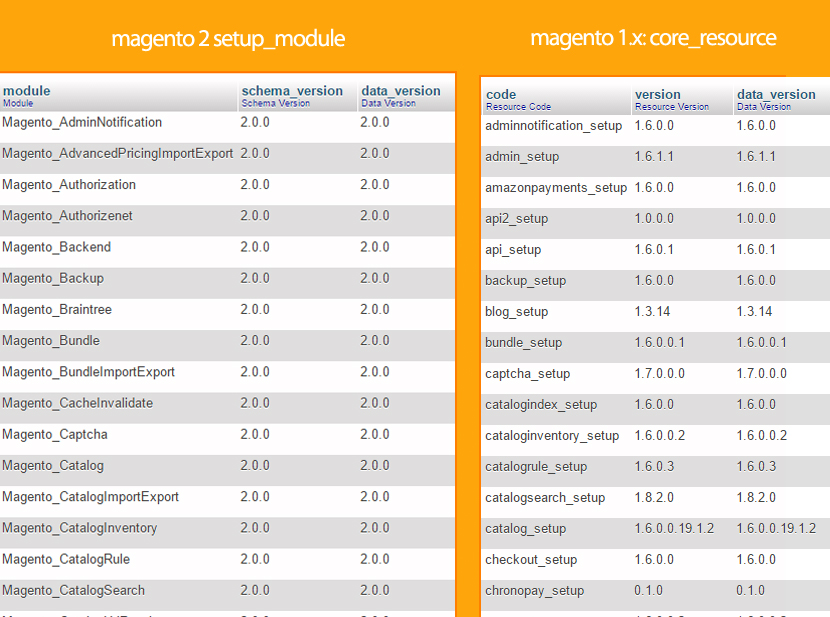 magento 2 setup_module
module schema_version data_version
Module Schema Version Data Version
Magento_AdminNotification 2.0.0 2.0.0
Magento_AdvancedPricingImportExport 2.0.0 2.0.0
Magento_Authorization 2.0.0 2.0.0
Magento_Authorizenet 2.0.0 2.0.0
Magento_Backend 2.0.0 2.0.0
Magento_Backup 2.0.0 2.0.0
Magento_Braintree 2.0.0 2.0.0
Magento_Bundle 2.0.0 2.0.0
Magento_BundleImportExport 2.0.0 2.0.0
Magento_CacheInvalidate 2.0.0 2.0.0
Magento_Captcha 2.0.0 2.0.0
Magento_Catalog 2.0.0 2.0.0
Magento_CatalogImportExport 2.0.0 2.0.0
Magento_CatalogInventory 2.0.0 2.0.0
Magento_CatalogRule 2.0.0 2.0.0
Magento_CatalogSearch 2.0.0 2.0.0
magento 1.x: core_resource
code version data_version
Resource Code Resource Version Data Version
adminnotification_setup 1.6.0.0 1.6.0.0
admin_setup 1.6.1.1 1.6.1.1
amazonpayments_setup 1.6.0.0 1.6.0.0
api2_setup 1.0.0.0 1.0.0.0
api_setup 1.6.0.1 1.6.0.1
backup_setup 1.6.0.0 1.6.0.0
blog_setup 1.3.14 1.3.14
bundle_setup 1.6.0.0.1 1.6.0.0.1
captcha_setup 1.7.0.0.0 1.7.0.0.0
catalogindex_setup 1.6.0.0 1.6.0.0
cataloginventory_setup 1.6.0.0.2 1.6.0.0.2
catalogrule_setup 1.6.0.3 1.6.0.3
catalogsearch_setup 1.8.2.0 1.8.2.0
catalog_setup 1.6.0.0.19.1.2 1.6.0.0.19.1.2
checkout_setup 1.6.0.0 1.6.0.0
chronopay_setup 0.1.0 0.1.0